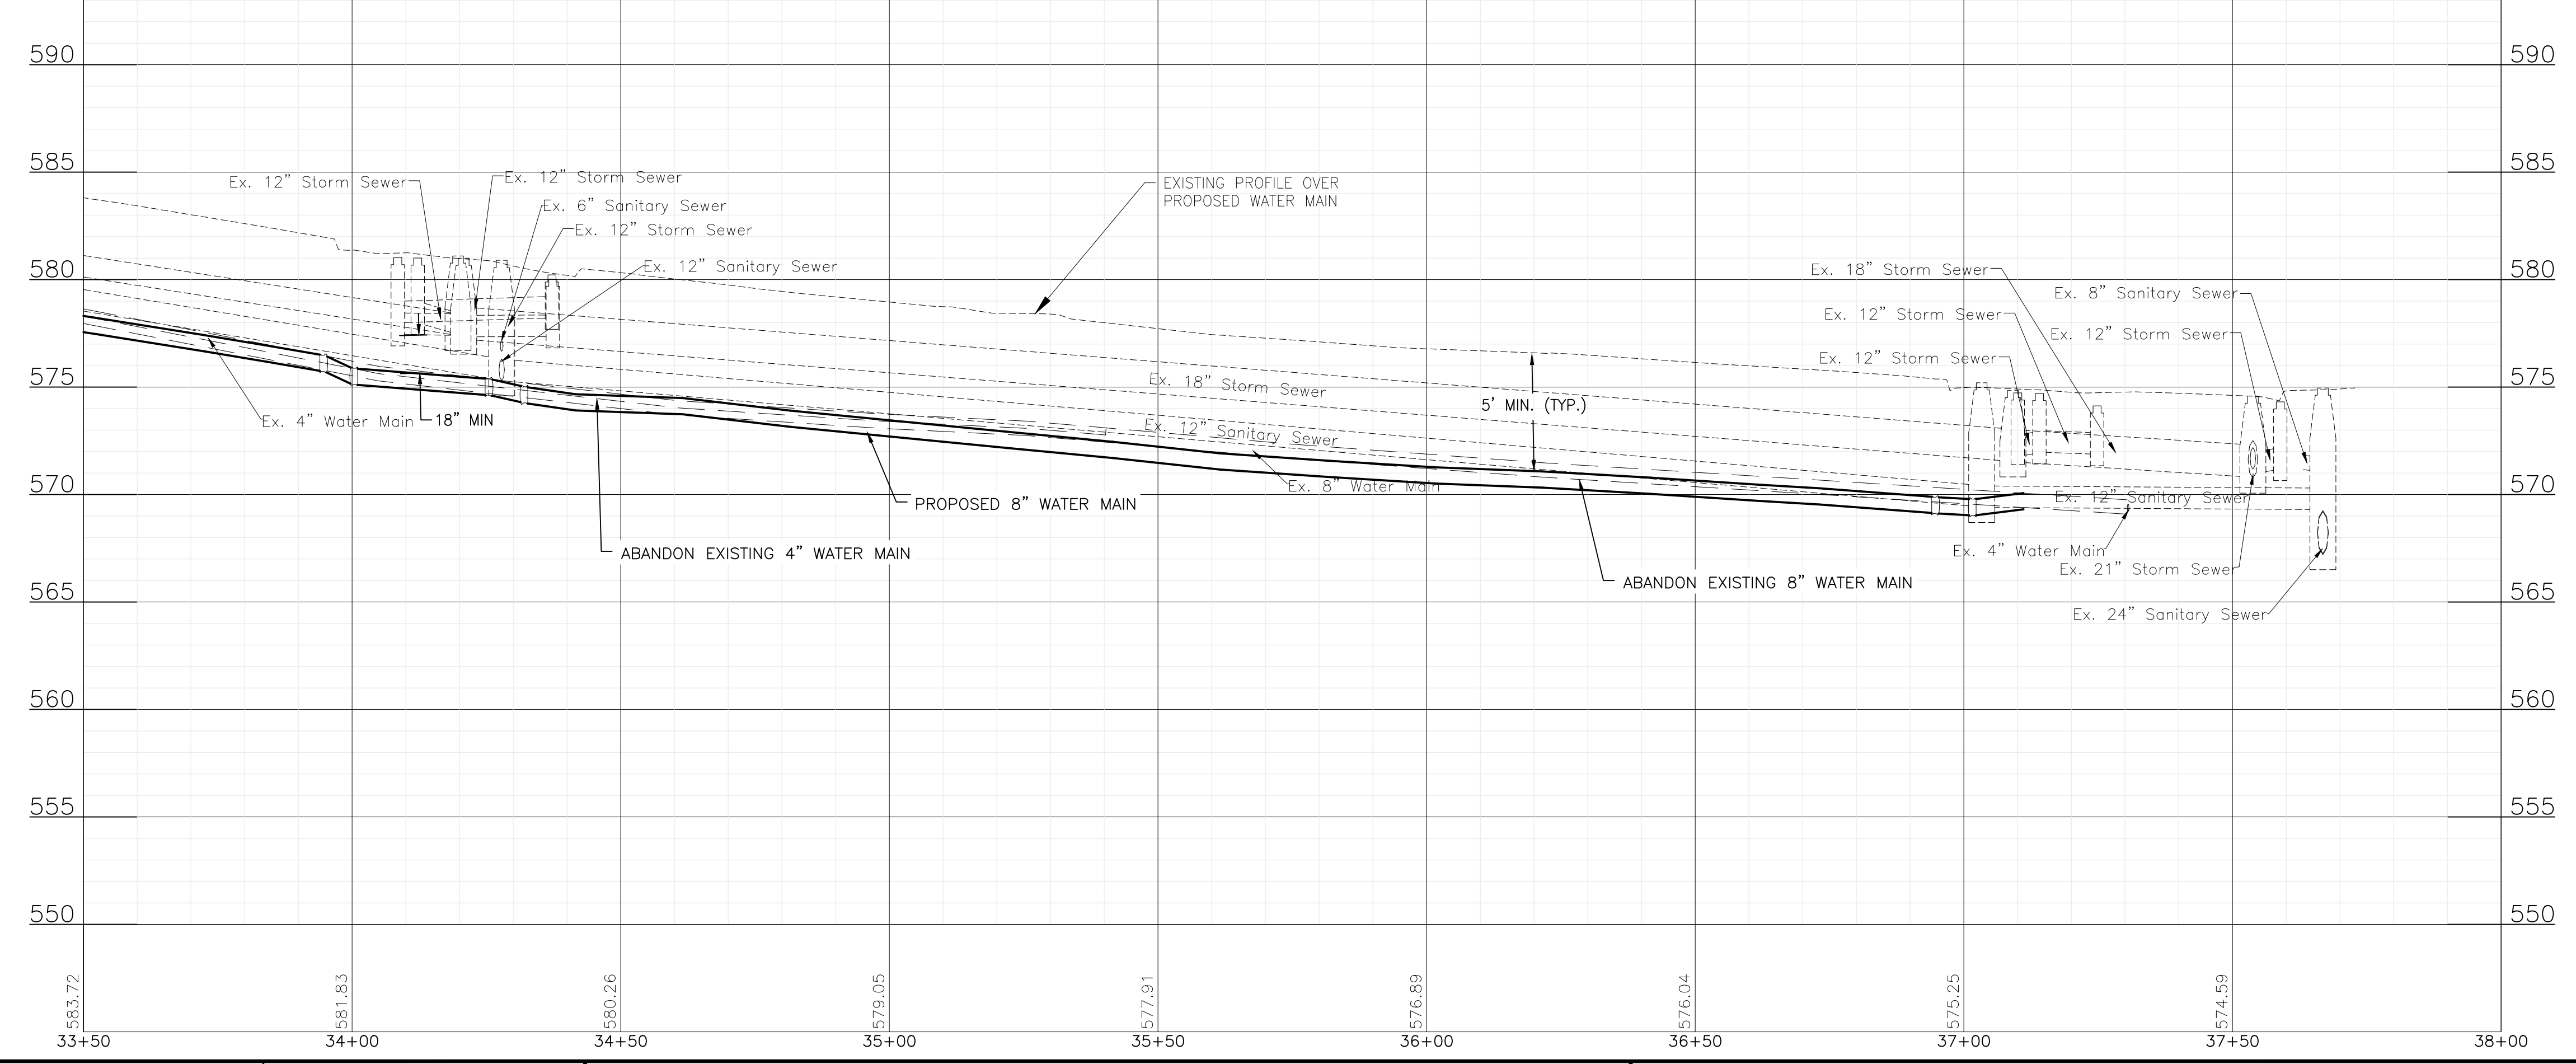 590 590
585 585
Ex. 12" Storm Sewer
Ex. 12" Storm Sewer
EXISTING PROFILE OVER
PROPOSED WATER MAIN
Ex. 6" Sanitary Sewer
Ex. 12" Storm Sewer
Ex. 12" Sanitary Sewer
Ex. 18" Storm Sewer
580 580
Ex. 8" Sanitary Sewer
Ex. 12" Storm Sewer
Ex. 12" Storm Sewer
Ex. 12" Storm Sewer
575 575
Ex. 18" Storm Sewer
5' MIN. (TYP.)
Ex. 4" Water Main
18" MIN
Ex. 12" Sanitary Sewer
Ex. 8" Water Main
570 570
Ex. 12" Sanitary Sewer
PROPOSED 8" WATER MAIN
ABANDON EXISTING 4" WATER MAIN
Ex. 4" Water Main
Ex. 21" Storm Sewer
ABANDON EXISTING 8" WATER MAIN
565 565
Ex. 24" Sanitary Sewer
560 560
555 555
550 550
583.72
581.83
580.26
579.05
577.91
576.89
576.04
575.25
574.59
33+50 34+00 34+50 35+00 35+50 36+00 36+50 37+00 37+50 38+00